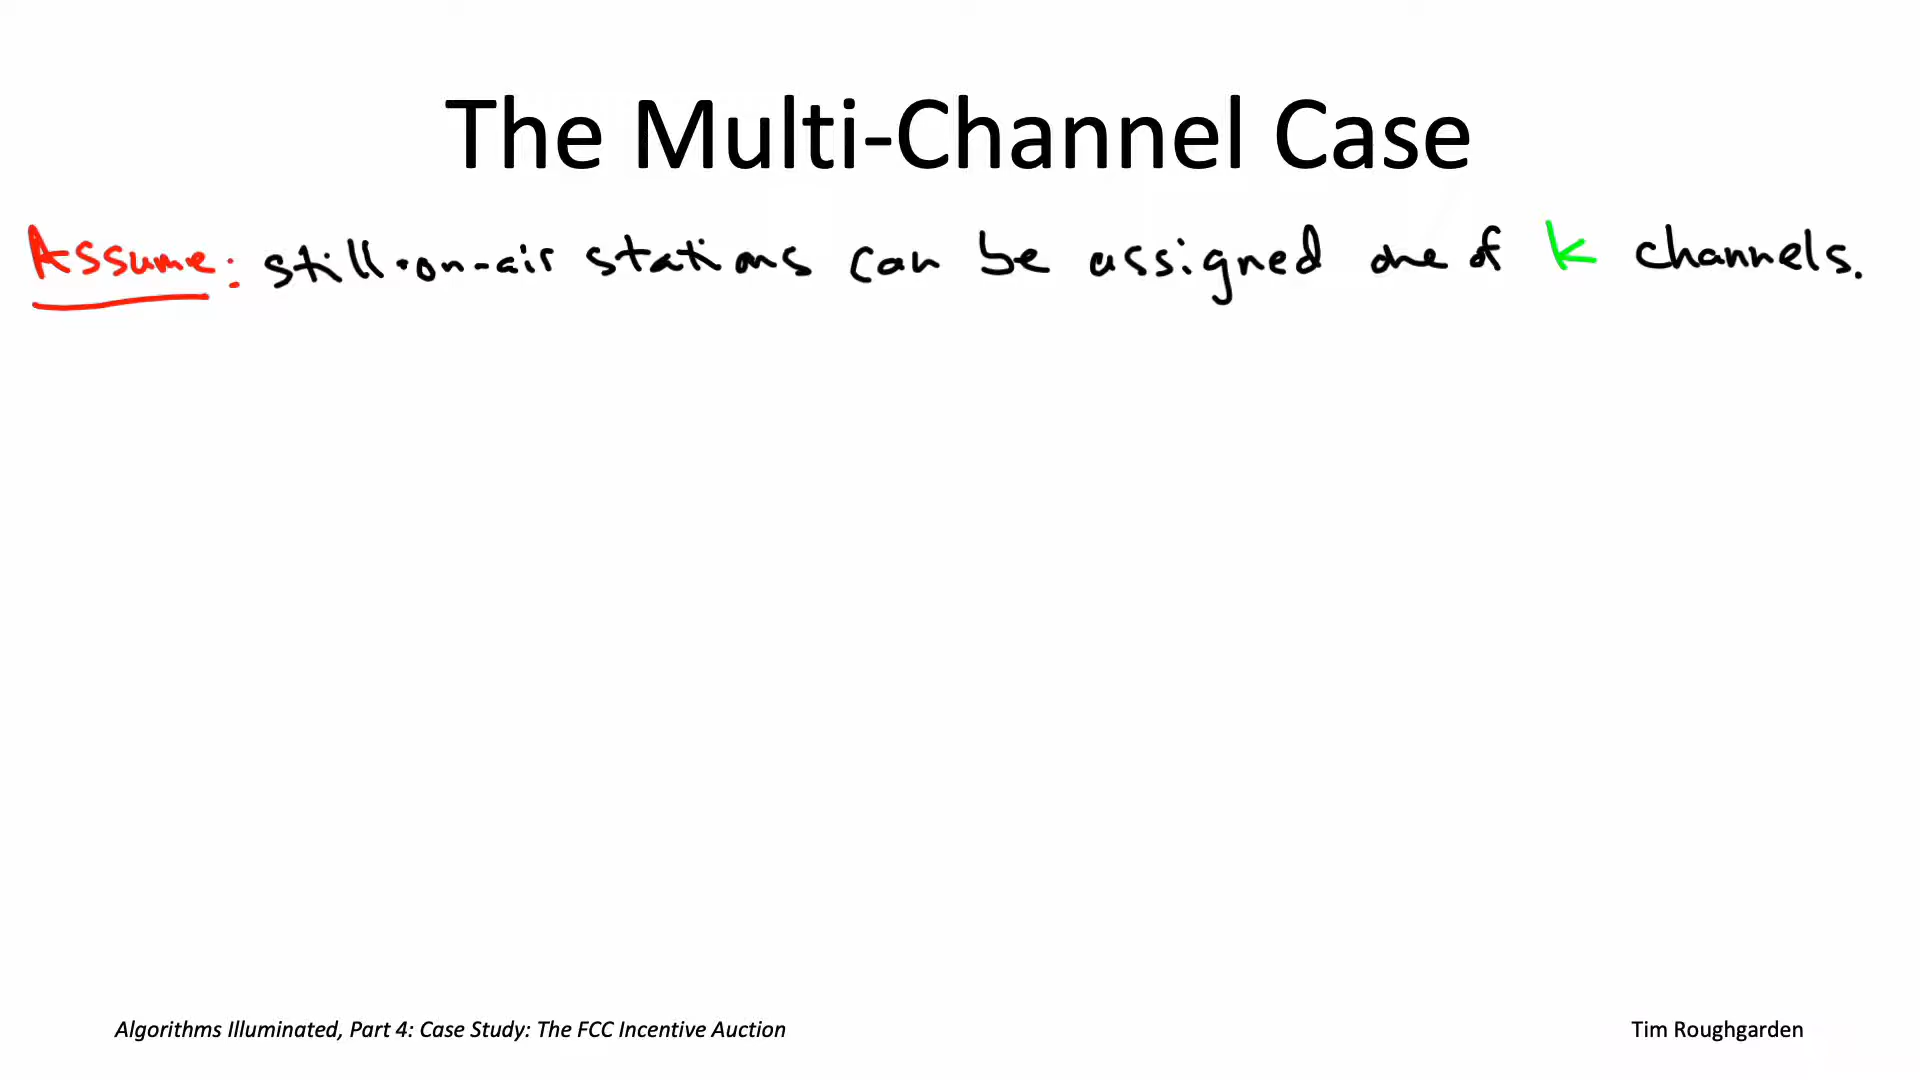 The Multi-Channel Case
Assume: still-on-air stations can be assigned one of k channels.
Algorithms Illuminated, Part 4: Case Study: The FCC Incentive Auction
Tim Roughgarden